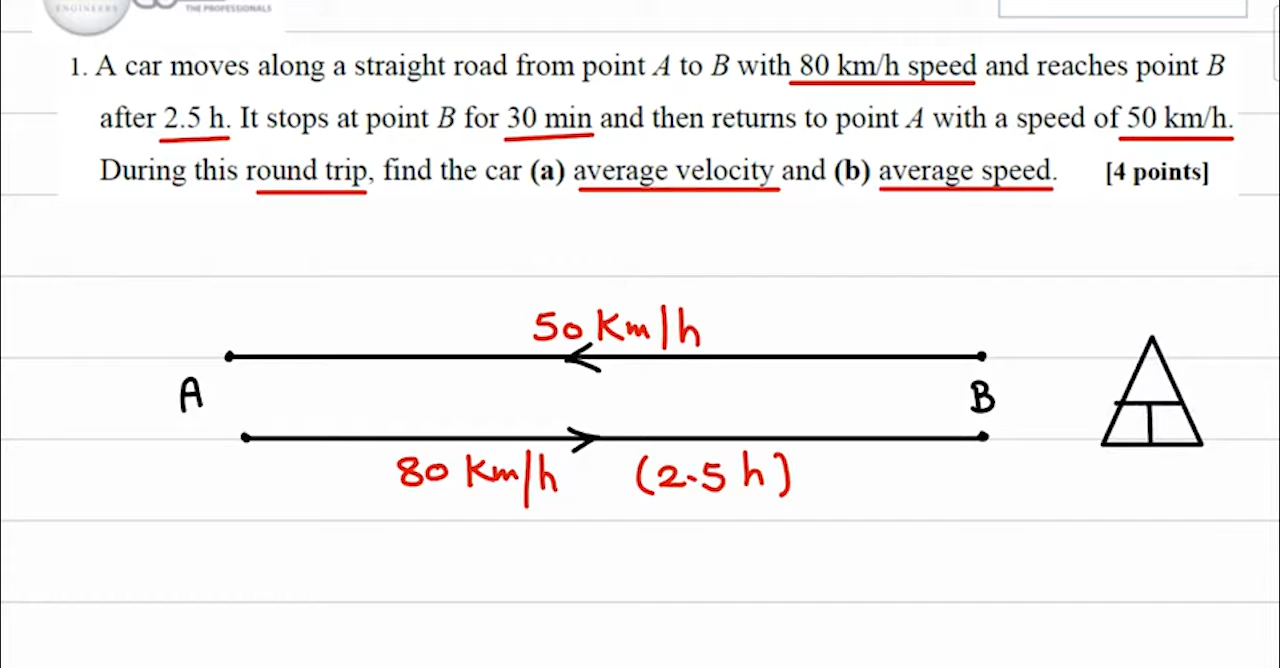 ENGINEERS
THE PROFESSIONALS
1. A car moves along a straight road from point A to B with 80 km/h speed and reaches point B
after 2.5 h. It stops at point B for 30 min and then returns to point A with a speed of 50 km/h.
During this round trip, find the car (a) average velocity and (b) average speed. [4 points]
50 Km/h
A B
80 Km/h (2.5 h)